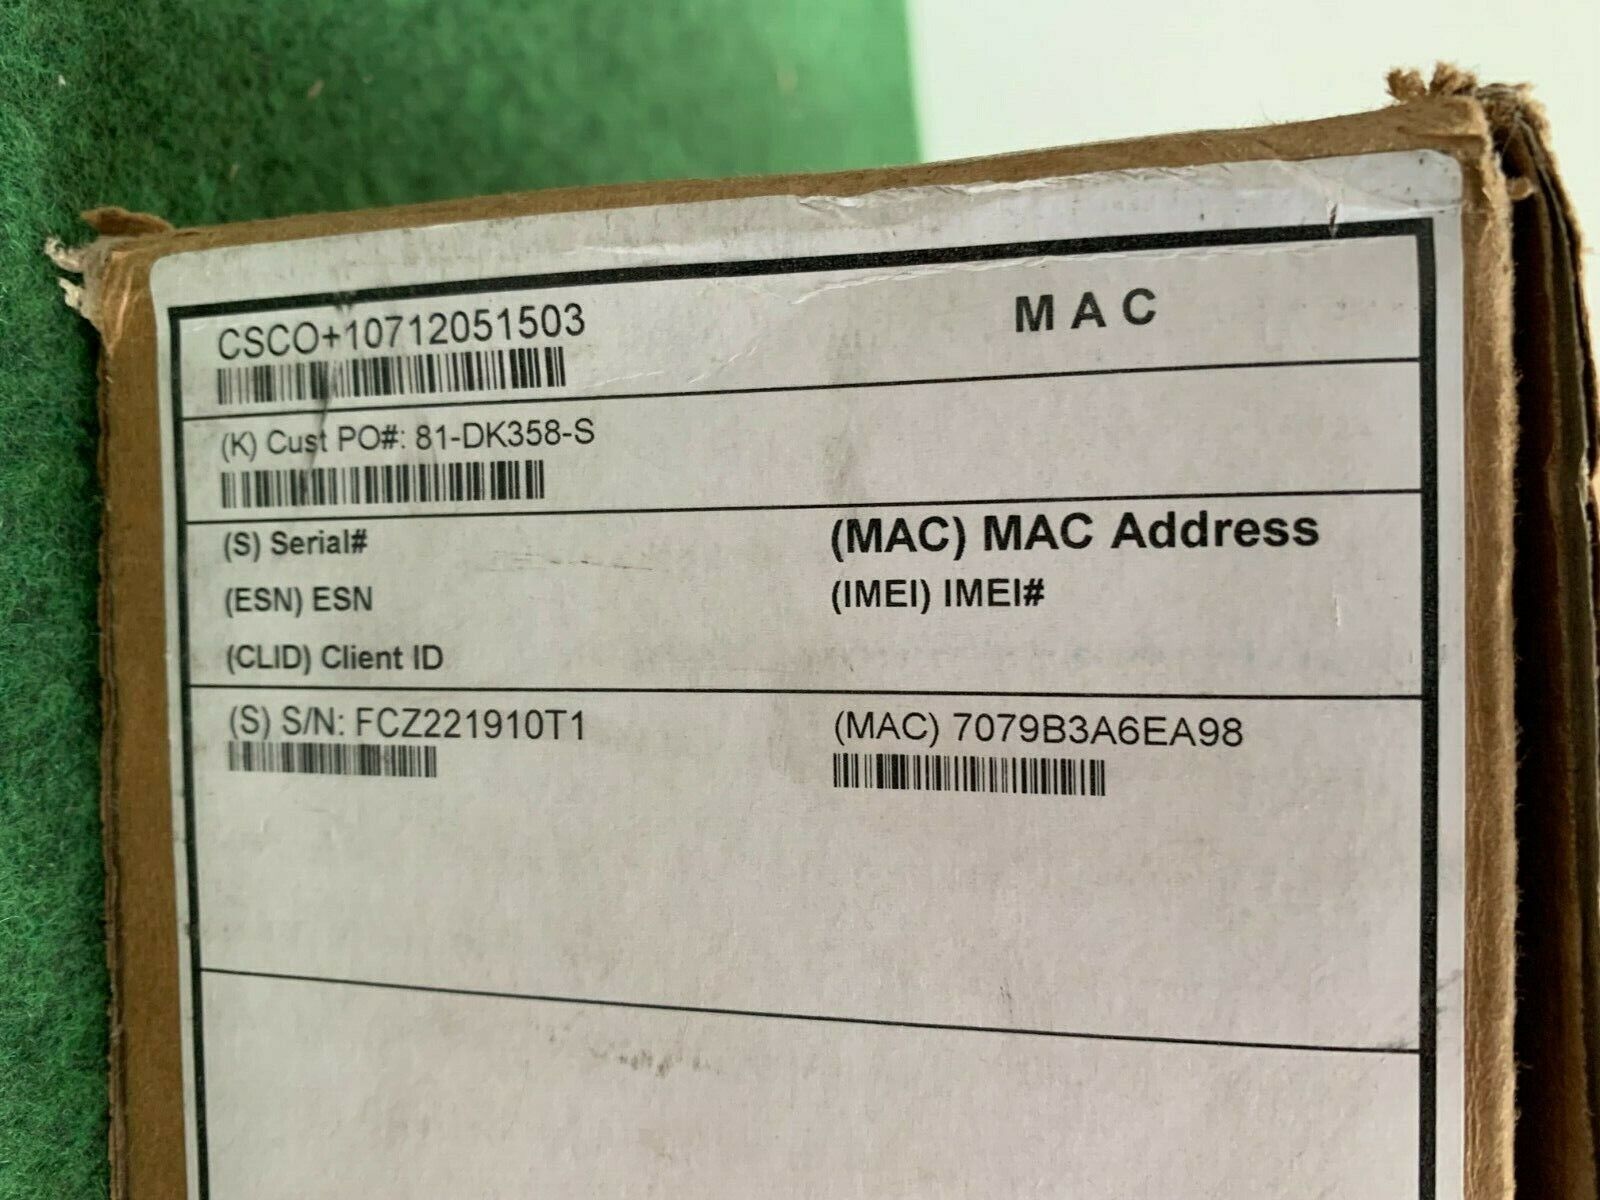 CSCO+10712051503
M A C
(K) Cust PO#: 81-DK358-S
(S) Serial#
(MAC) MAC Address
(ESN) ESN
(IMEI) IMEI#
(CLID) Client ID
(S) S/N: FCZ221910T1
(MAC) 7079B3A6EA98